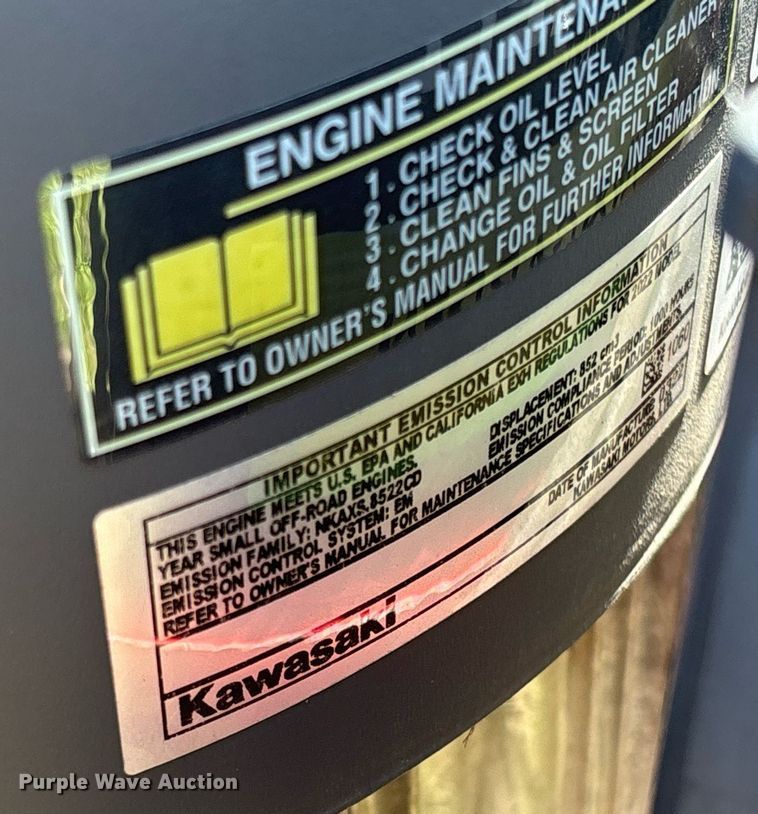 ENGINE MAINTENA
1. CHECK OIL LEVEL
2. CHECK & CLEAN AIR CLEANER
3. CLEAN FINS & SCREEN
4. CHANGE OIL & OIL FILTER
REFER TO OWNER'S MANUAL FOR FURTHER INFORMATION
IMPORTANT EMISSION CONTROL INFORMATION
THIS ENGINE MEETS U.S. EPA AND CALIFORNIA EXH REGULATIONS FOR 2022 MODEL
YEAR SMALL OFF-ROAD ENGINES.
EMISSION FAMILY: NKAXS.8522CD DISPLACEMENT: 852 cm3
EMISSION CONTROL SYSTEM: EM EMISSION COMPLIANCE PERIOD: 1000 HOURS
REFER TO OWNER'S MANUAL FOR MAINTENANCE SPECIFICATIONS AND ADJUSTMENTS
DATE OF MANUFACTURE
Kawasaki KAWASAKI MOTORS
Purple Wave Auction